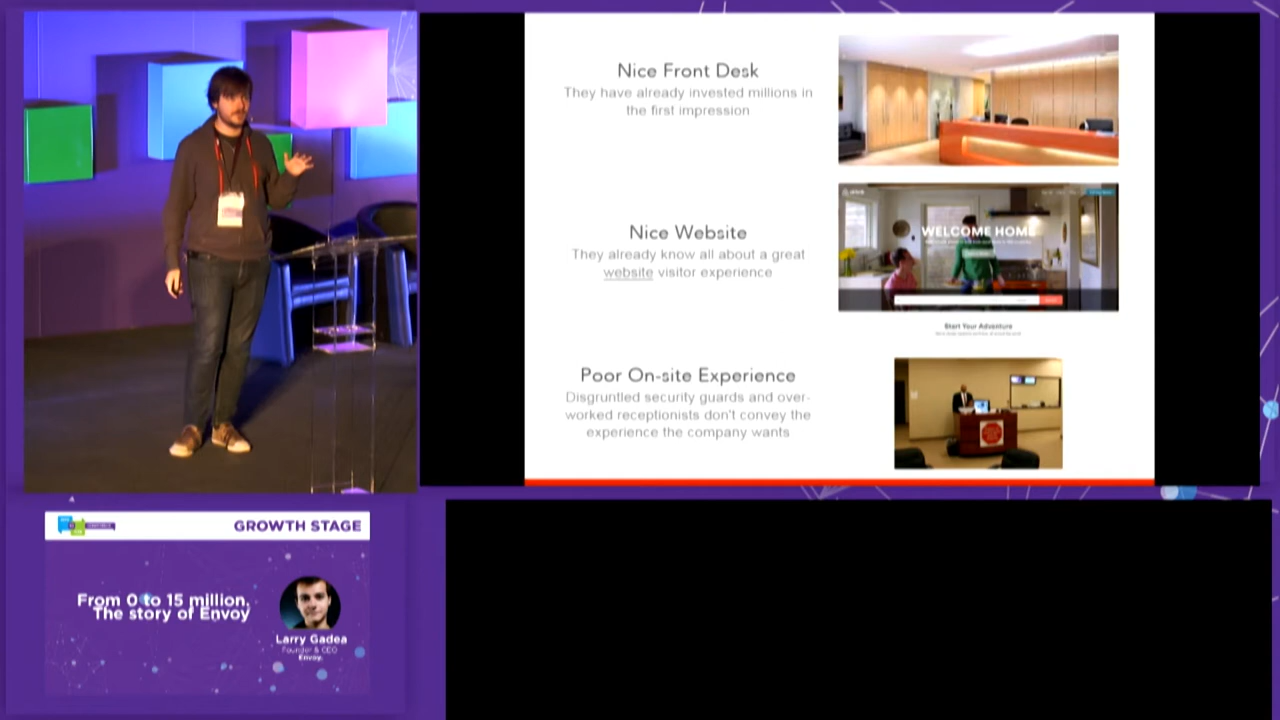 Nice Front Desk
They have already invested millions in
the first impression
Nice Website
They already know all about a great
website visitor experience
WELCOME HOME
Start Your Adventure
Poor On-site Experience
Disgruntled security guards and over-
worked receptionists don't convey the
experience the company wants
GROWTH STAGE
From 0 to 15 million.
The story of Envoy
Larry Gadea
Founder & CEO
Envoy.